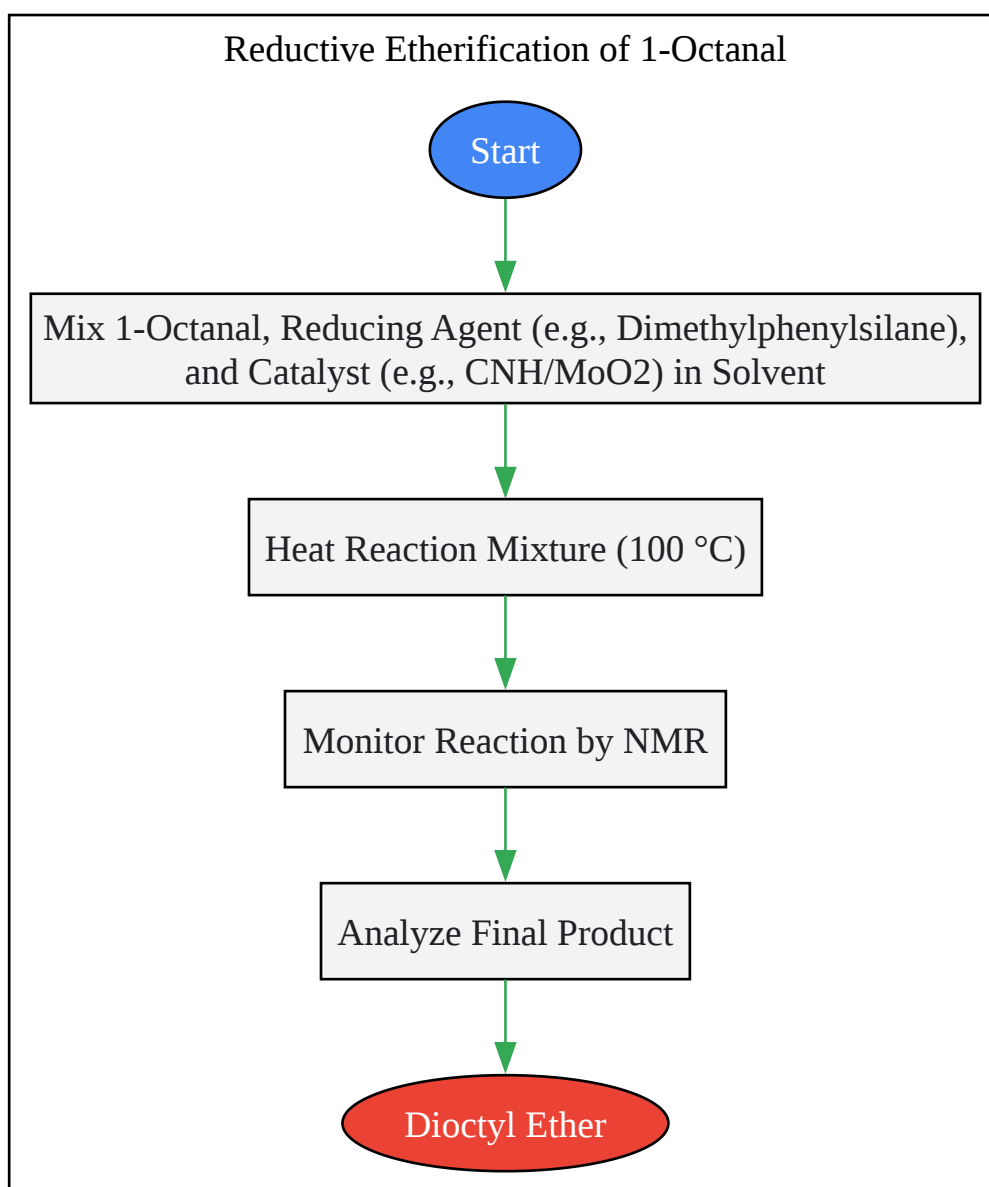 Reductive Etherification of 1-Octanal
Start
Mix 1-Octanal, Reducing Agent (e.g., Dimethylphenylsilane),
and Catalyst (e.g., CNH/MoO2) in Solvent
Heat Reaction Mixture (100 °C)
Monitor Reaction by NMR
Analyze Final Product
Dioctyl Ether